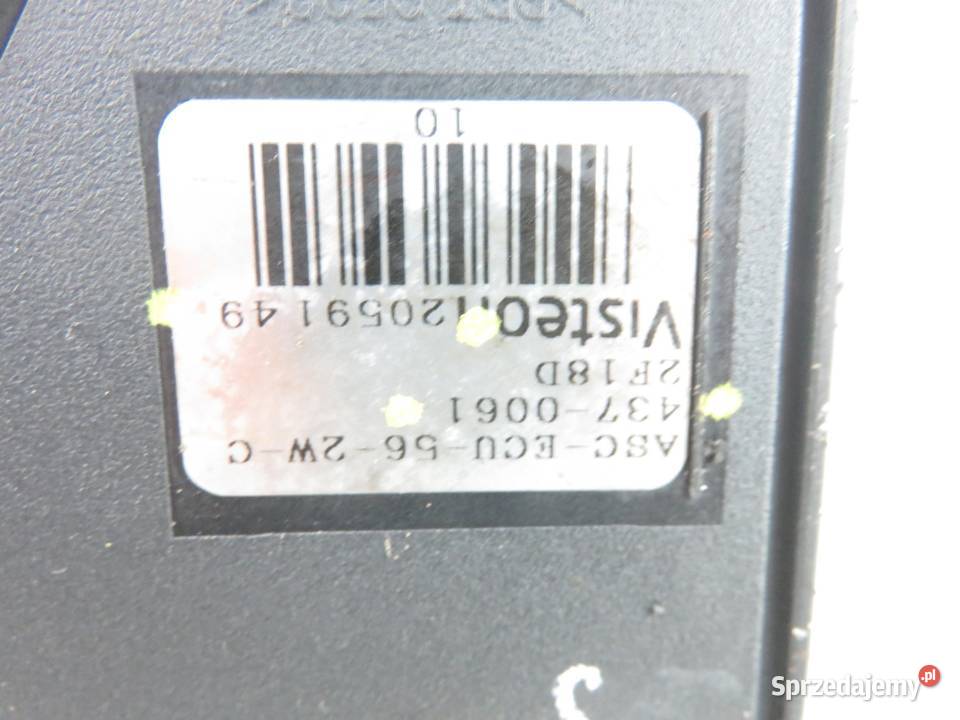 ASC-ECU-56-2W-C
437-0061
2F18D
Visteon 2059149
10
Sprzedajemy.pl